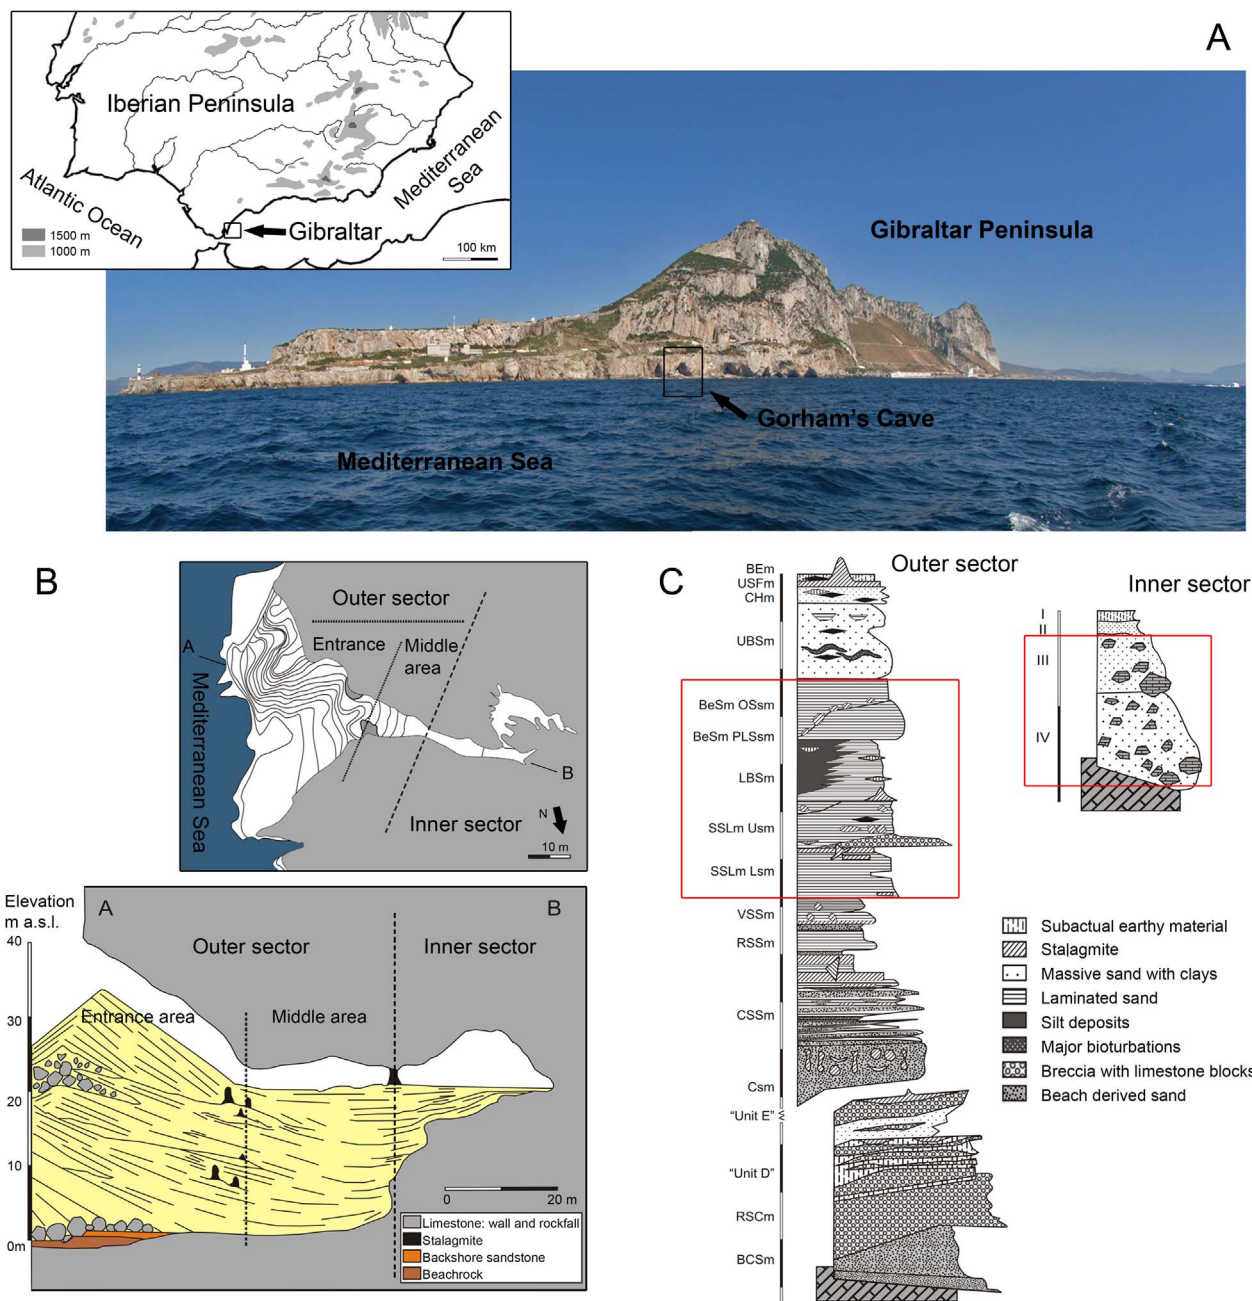 A
Iberian Peninsula
Atlantic Ocean
Mediterranean
Sea
Gibraltar
1500 m
1000 m
100 km
Gibraltar Peninsula
Gorham's Cave
Mediterranean Sea
B
Outer sector
Entrance
Middle
area
A
Mediterranean Sea
B
Inner sector
N
10 m
Elevation
m a.s.l.
A
B
40
Outer sector
Inner sector
30
Entrance area
Middle area
20
10
0m
0
20 m
Limestone: wall and rockfall
Stalagmite
Backshore sandstone
Beachrock
C
Outer sector
Inner sector
BEm
USFm
CHm
UBSm
BeSm OSsm
BeSm PLSsm
LBSm
SSLm Usm
SSLm Lsm
VSSm
RSSm
CSSm
Csm
"Unit E"
"Unit D"
RSCm
BCSm
I
II
III
IV
Subactual earthy material
Stalagmite
Massive sand with clays
Laminated sand
Silt deposits
Major bioturbations
Breccia with limestone blocks
Beach derived sand